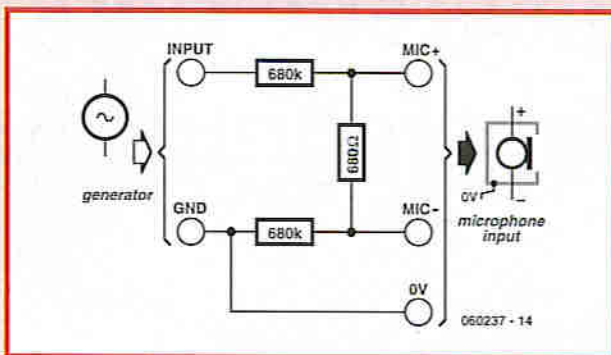 INPUT
680k
MIC+
680Ω
generator
GND
680k
MIC-
0V
0V
+
-
microphone
input
060237 - 14